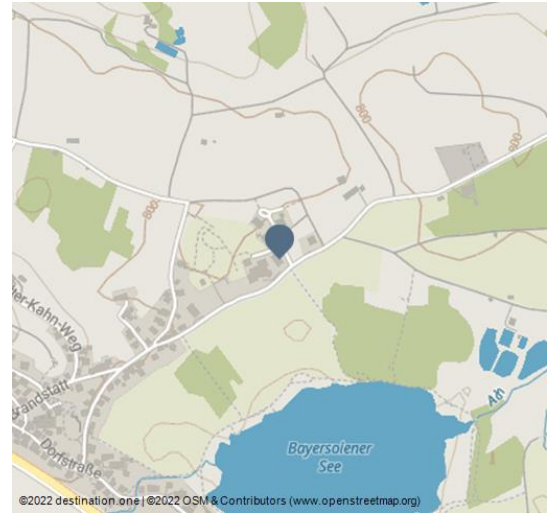 800
800
800
lter-Kahn-Weg
randstatt
Dorfstraße
Ach
Bayersoiener
See
©2022 destination.one | ©2022 OSM & Contributors (www.openstreetmap.org)